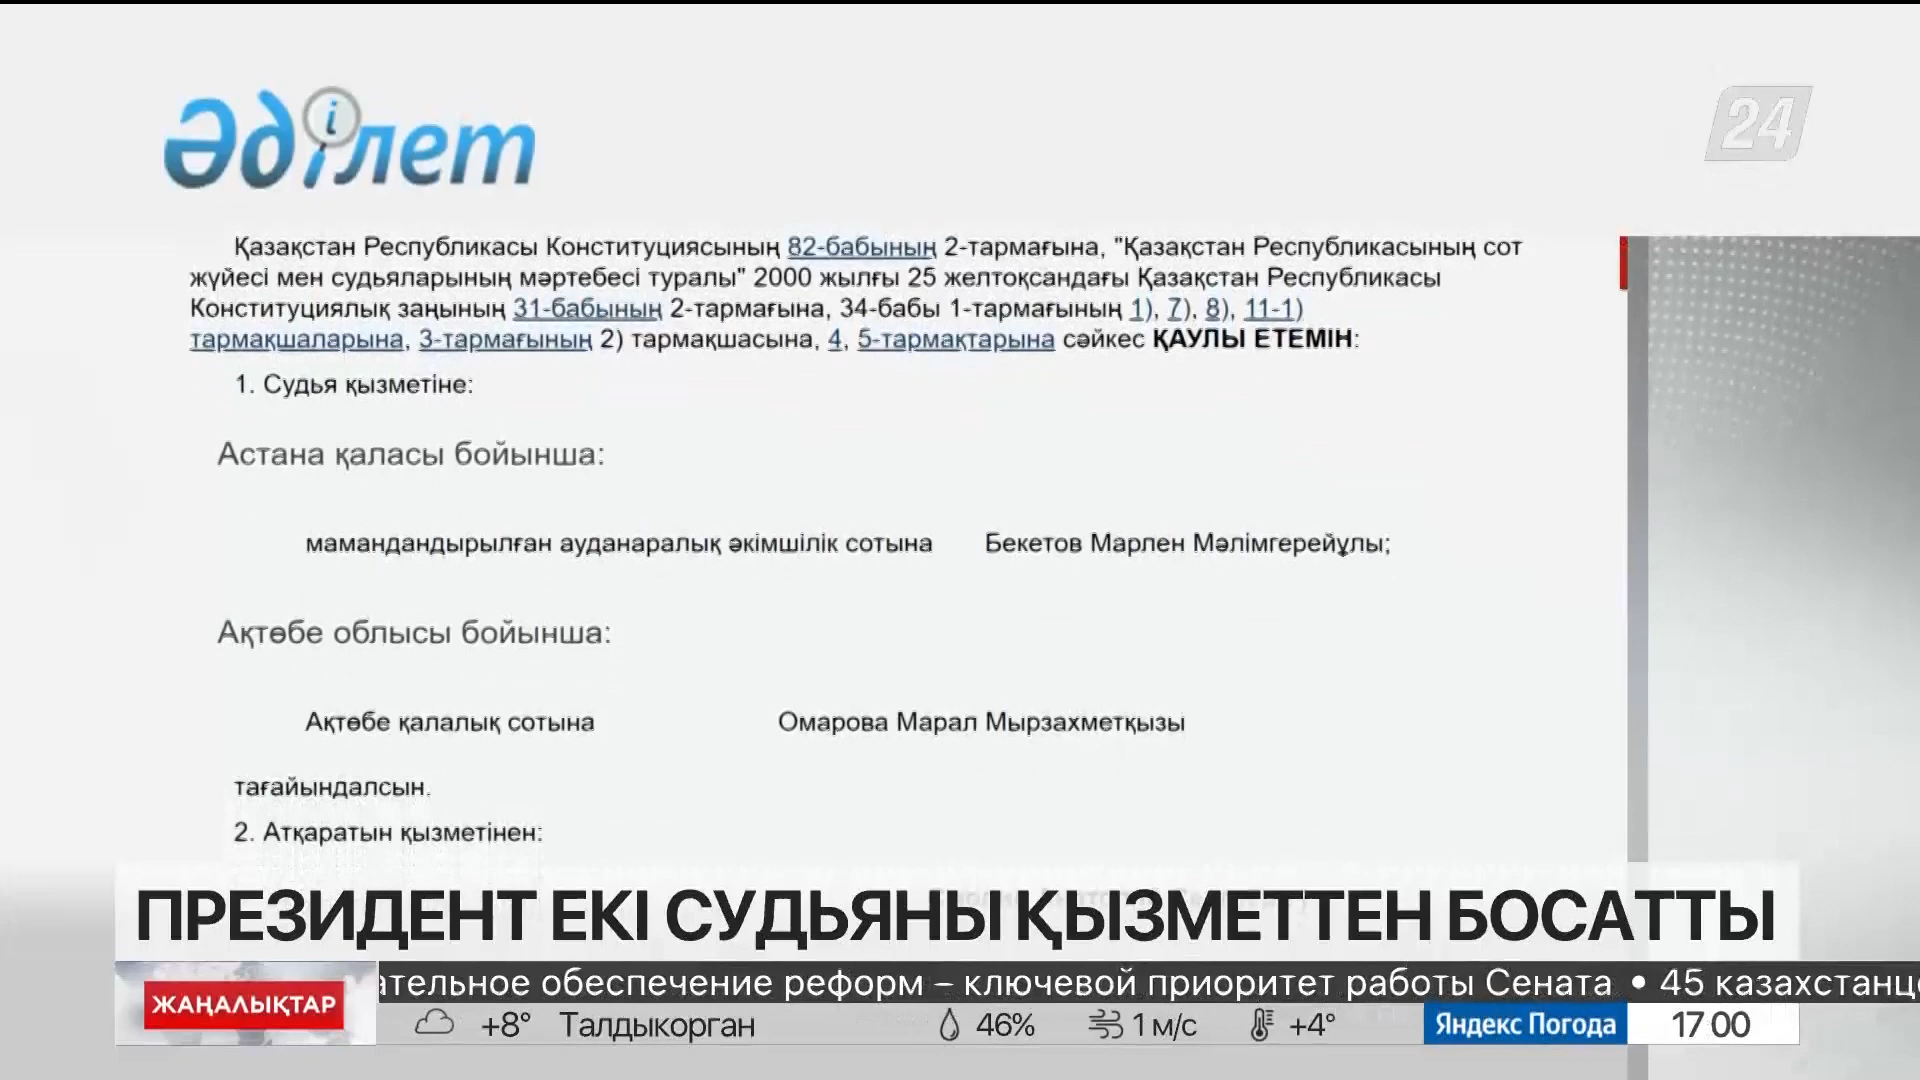 әділет
24
Қазақстан Республикасы Конституциясының 82-бабының 2-тармағына, "Қазақстан Республикасының сот
жүйесі мен судьяларының мәртебесі туралы" 2000 жылғы 25 желтоқсандағы Қазақстан Республикасы
Конституциялық заңының 31-бабының 2-тармағына, 34-бабы 1-тармағының 1), 7), 8), 11-1)
тармақшаларына, 3-тармағының 2) тармақшасына, 4, 5-тармақтарына сәйкес ҚАУЛЫ ЕТЕМІН:
1. Судья қызметіне:
Астана қаласы бойынша:
мамандандырылған ауданаралық әкімшілік сотына Бекетов Марлен Мәлімгерейұлы;
Ақтөбе облысы бойынша:
Ақтөбе қалалық сотына Омарова Марал Мырзахметқызы
тағайындалсын.
2. Атқаратын қызметінен:
ПРЕЗИДЕНТ ЕКІ СУДЬЯНЫ ҚЫЗМЕТТЕН БОСАТТЫ
ЖАҢАЛЫҚТАР
ательное обеспечение реформ – ключевой приоритет работы Сената • 45 казахстанц
+8° Талдыкорган 46% 1 м/с +4° Яндекс Погода 17 00